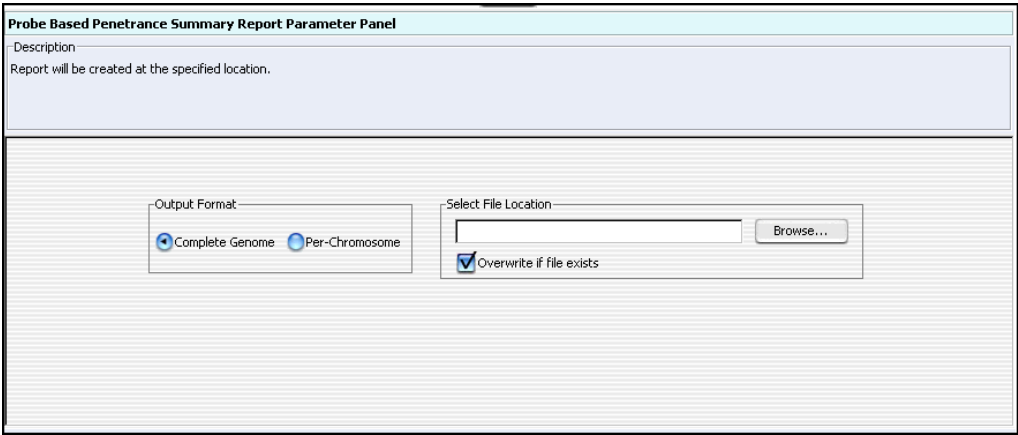 Probe Based Penetrance Summary Report Parameter Panel
Description
Report will be created at the specified location.
Output Format
Complete Genome Per-Chromosome
Select File Location
Browse...
Overwrite if file exists